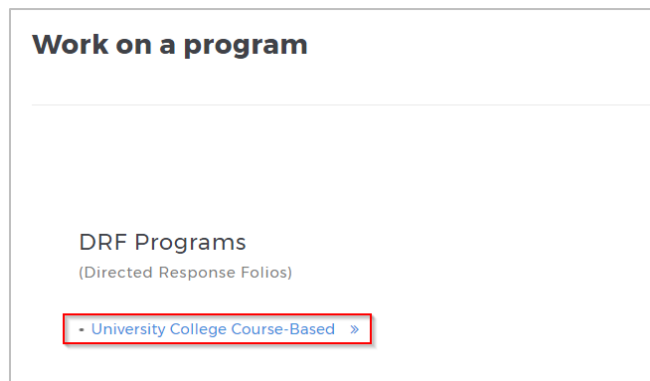 Work on a program
DRF Programs
(Directed Response Folios)
• University College Course-Based »